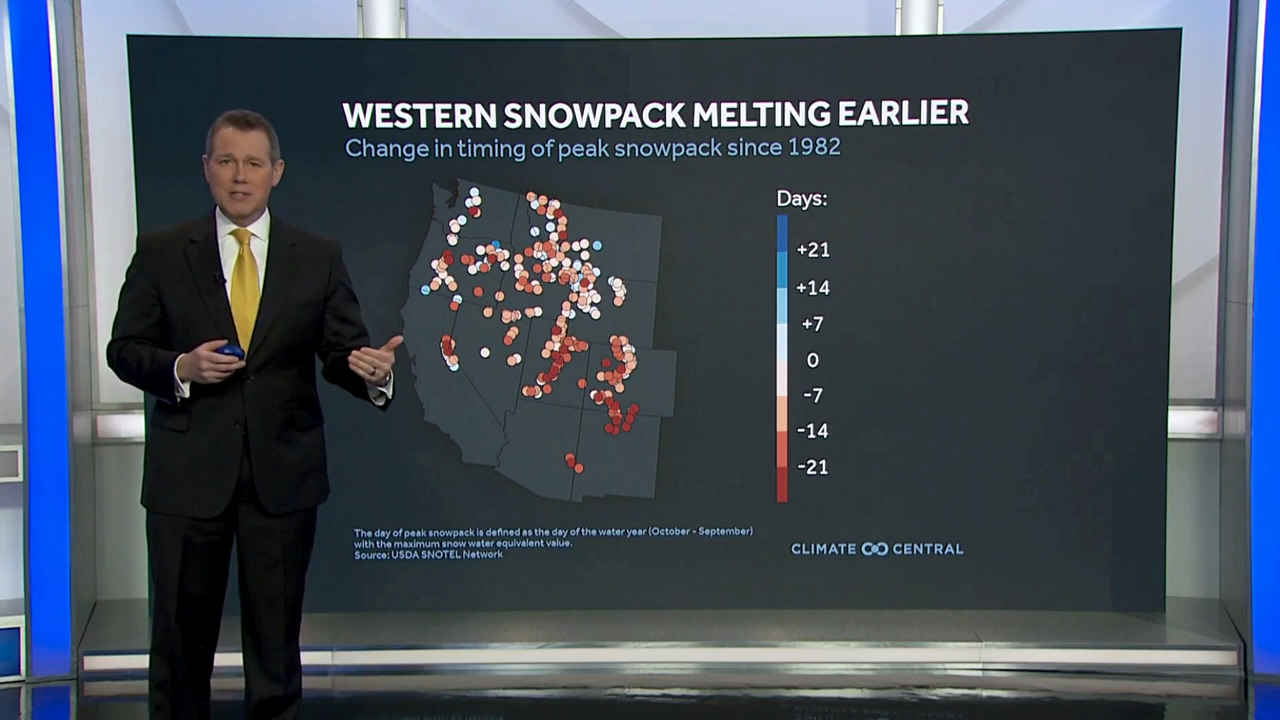 WESTERN SNOWPACK MELTING EARLIER
Change in timing of peak snowpack since 1982
Days:
+21
+14
+7
0
-7
-14
-21
The day of peak snowpack is defined as the day of the water year (October - September)
with the maximum snow water equivalent value.
Source: USDA SNOTEL Network
CLIMATE CENTRAL